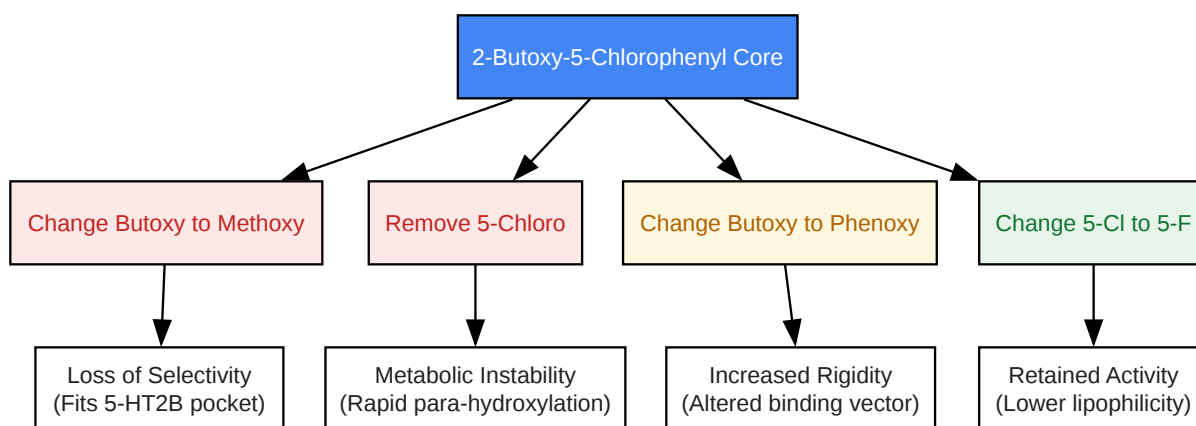 2-Butoxy-5-Chlorophenyl Core
Change Butoxy to Methoxy
Remove 5-Chloro
Change Butoxy to Phenoxy
Change 5-Cl to 5-F
Loss of Selectivity
(Fits 5-HT2B pocket)
Metabolic Instability
(Rapid para-hydroxylation)
Increased Rigidity
(Altered binding vector)
Retained Activity
(Lower lipophilicity)